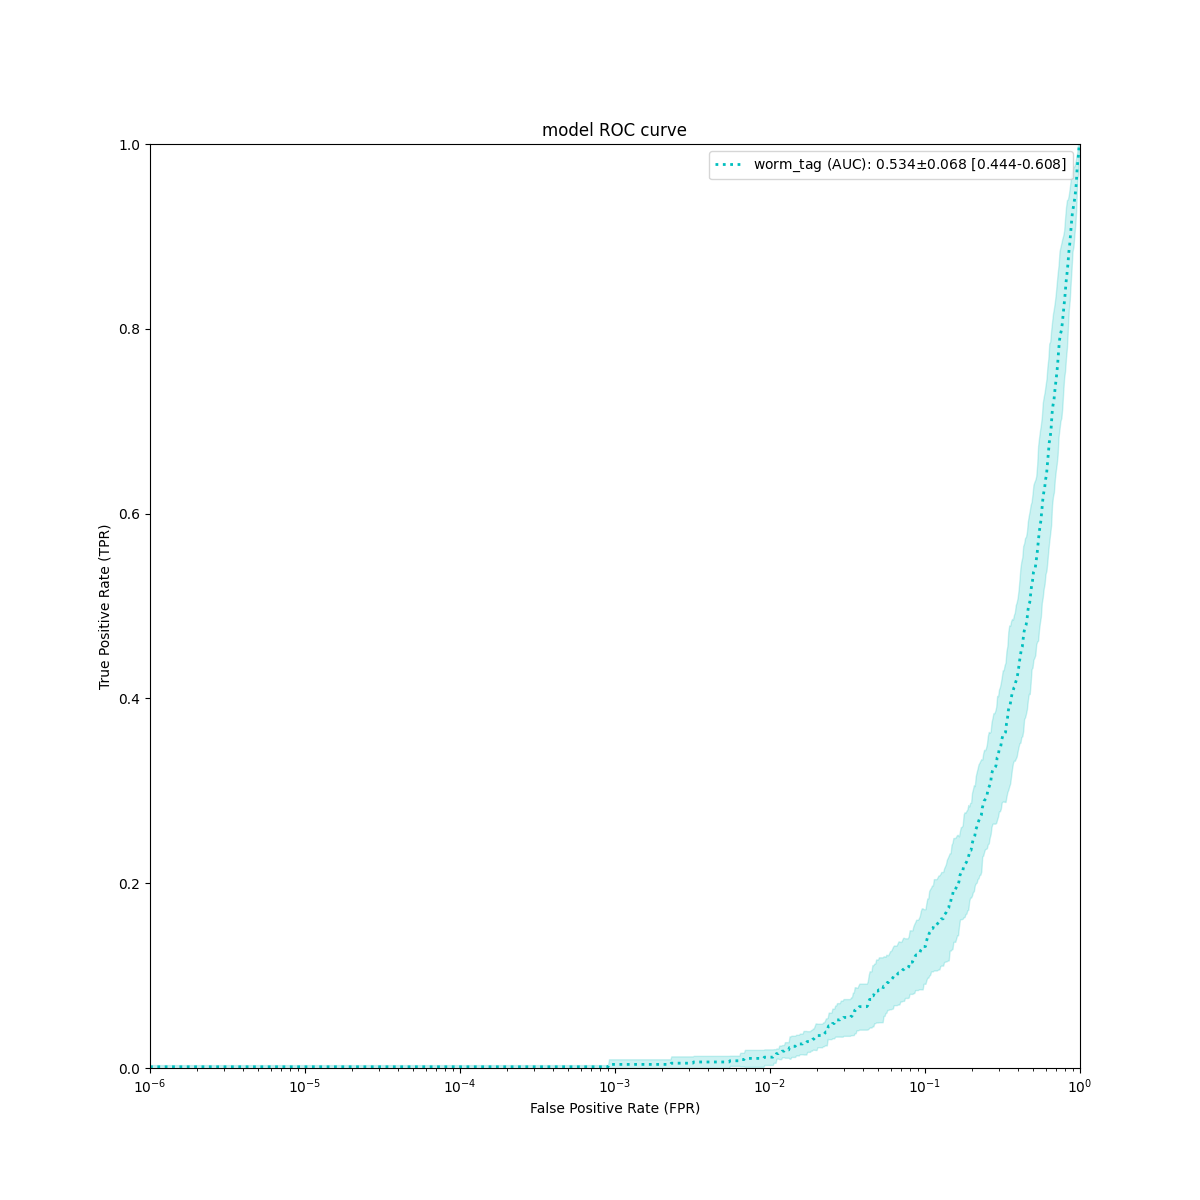 model ROC curve
worm_tag (AUC): 0.534±0.068 [0.444-0.608]
1.0
0.8
0.6
0.4
0.2
0.0
True Positive Rate (TPR)
10⁻⁶ 10⁻⁵ 10⁻⁴ 10⁻³ 10⁻² 10⁻¹ 10⁰
False Positive Rate (FPR)